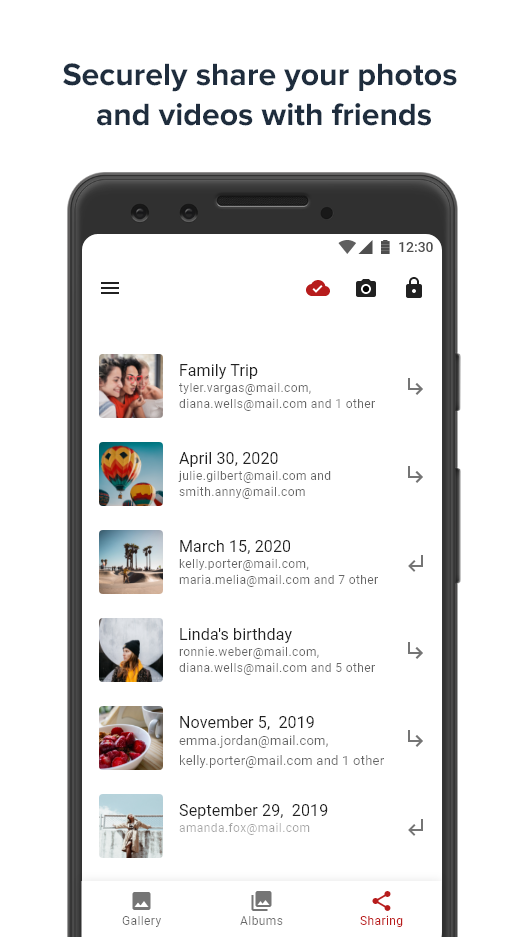 Securely share your photos
and videos with friends
12:30
Family Trip
tyler.vargas@mail.com,
diana.wells@mail.com and 1 other
April 30, 2020
julie.gilbert@mail.com and
smith.anny@mail.com
March 15, 2020
kelly.porter@mail.com,
maria.melia@mail.com and 7 other
Linda's birthday
ronnie.weber@mail.com,
diana.wells@mail.com and 5 other
November 5,  2019
emma.jordan@mail.com,
kelly.porter@mail.com and 1 other
September 29,  2019
amanda.fox@mail.com
Gallery
Albums
Sharing